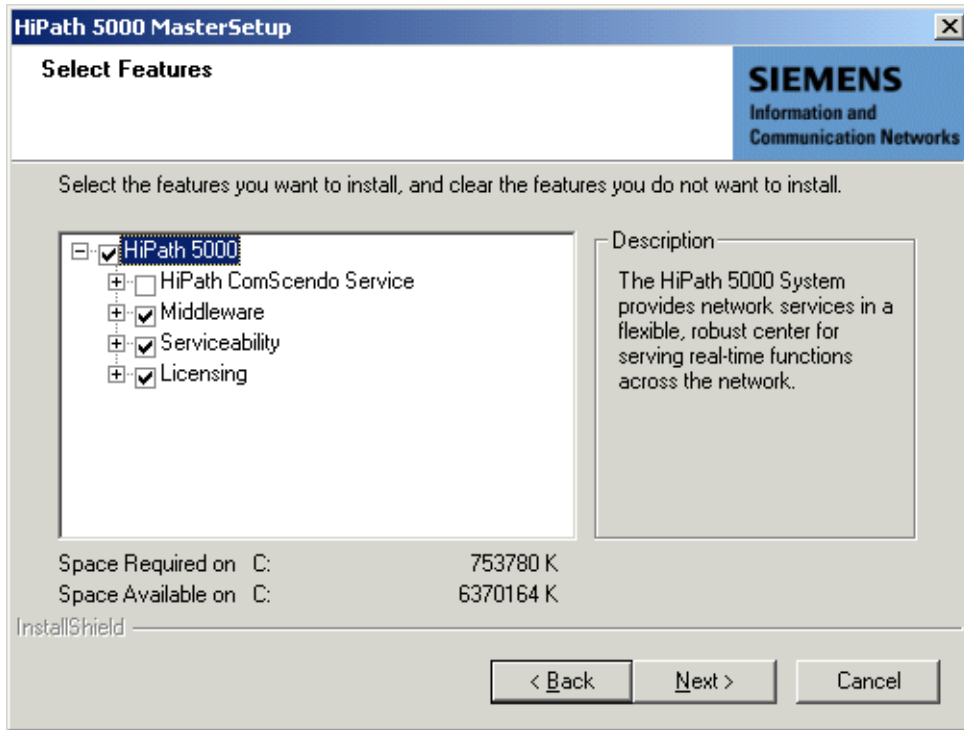 HiPath 5000 MasterSetup
Select Features
SIEMENS
Information and
Communication Networks
Select the features you want to install, and clear the features you do not want to install.
HiPath 5000
HiPath ComScendo Service
Middleware
Serviceability
Licensing
Description
The HiPath 5000 System
provides network services in a
flexible, robust center for
serving real-time functions
across the network.
Space Required on C: 753780 K
Space Available on C: 6370164 K
InstallShield
< Back Next > Cancel